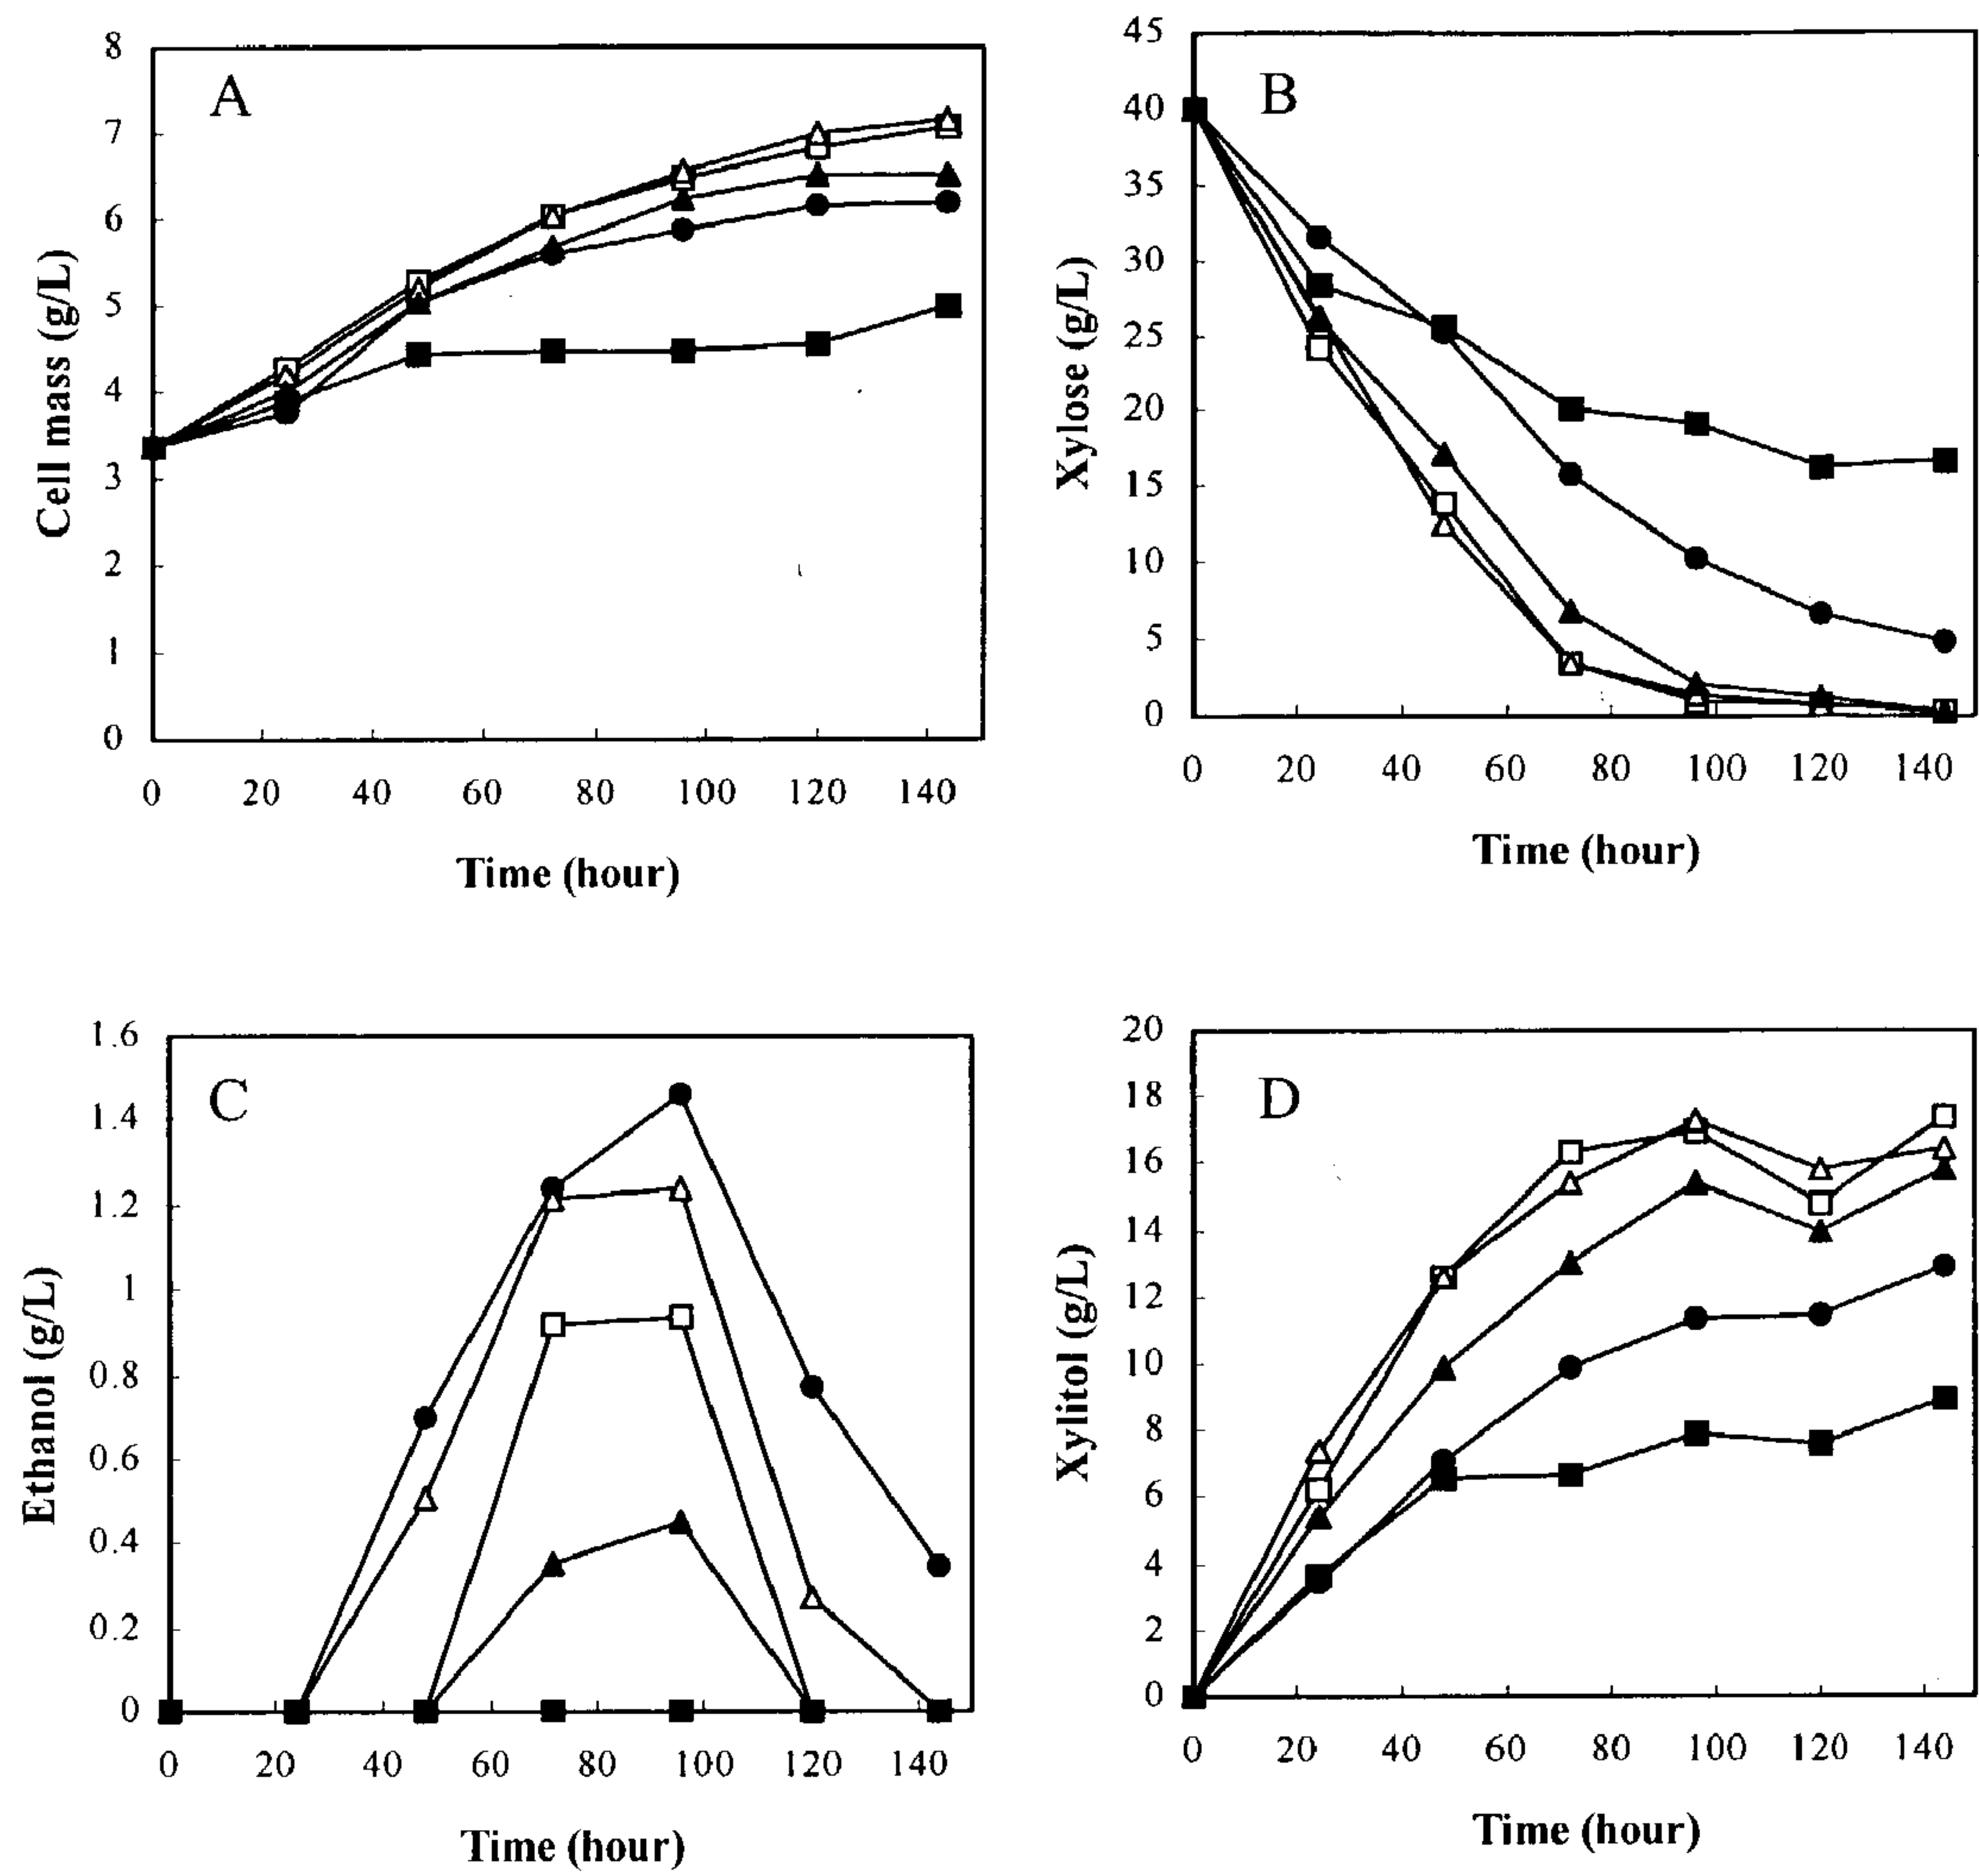 A
8
7
6
5
4
3
2
1
0
Cell mass (g/L)
0 20 40 60 80 100 120 140
Time (hour)
B
45
40
35
30
25
20
15
10
5
0
Xylose (g/L)
0 20 40 60 80 100 120 140
Time (hour)
C
1.6
1.4
1.2
1
0.8
0.6
0.4
0.2
0
Ethanol (g/L)
0 20 40 60 80 100 120 140
Time (hour)
D
20
18
16
14
12
10
8
6
4
2
0
Xylitol (g/L)
0 20 40 60 80 100 120 140
Time (hour)